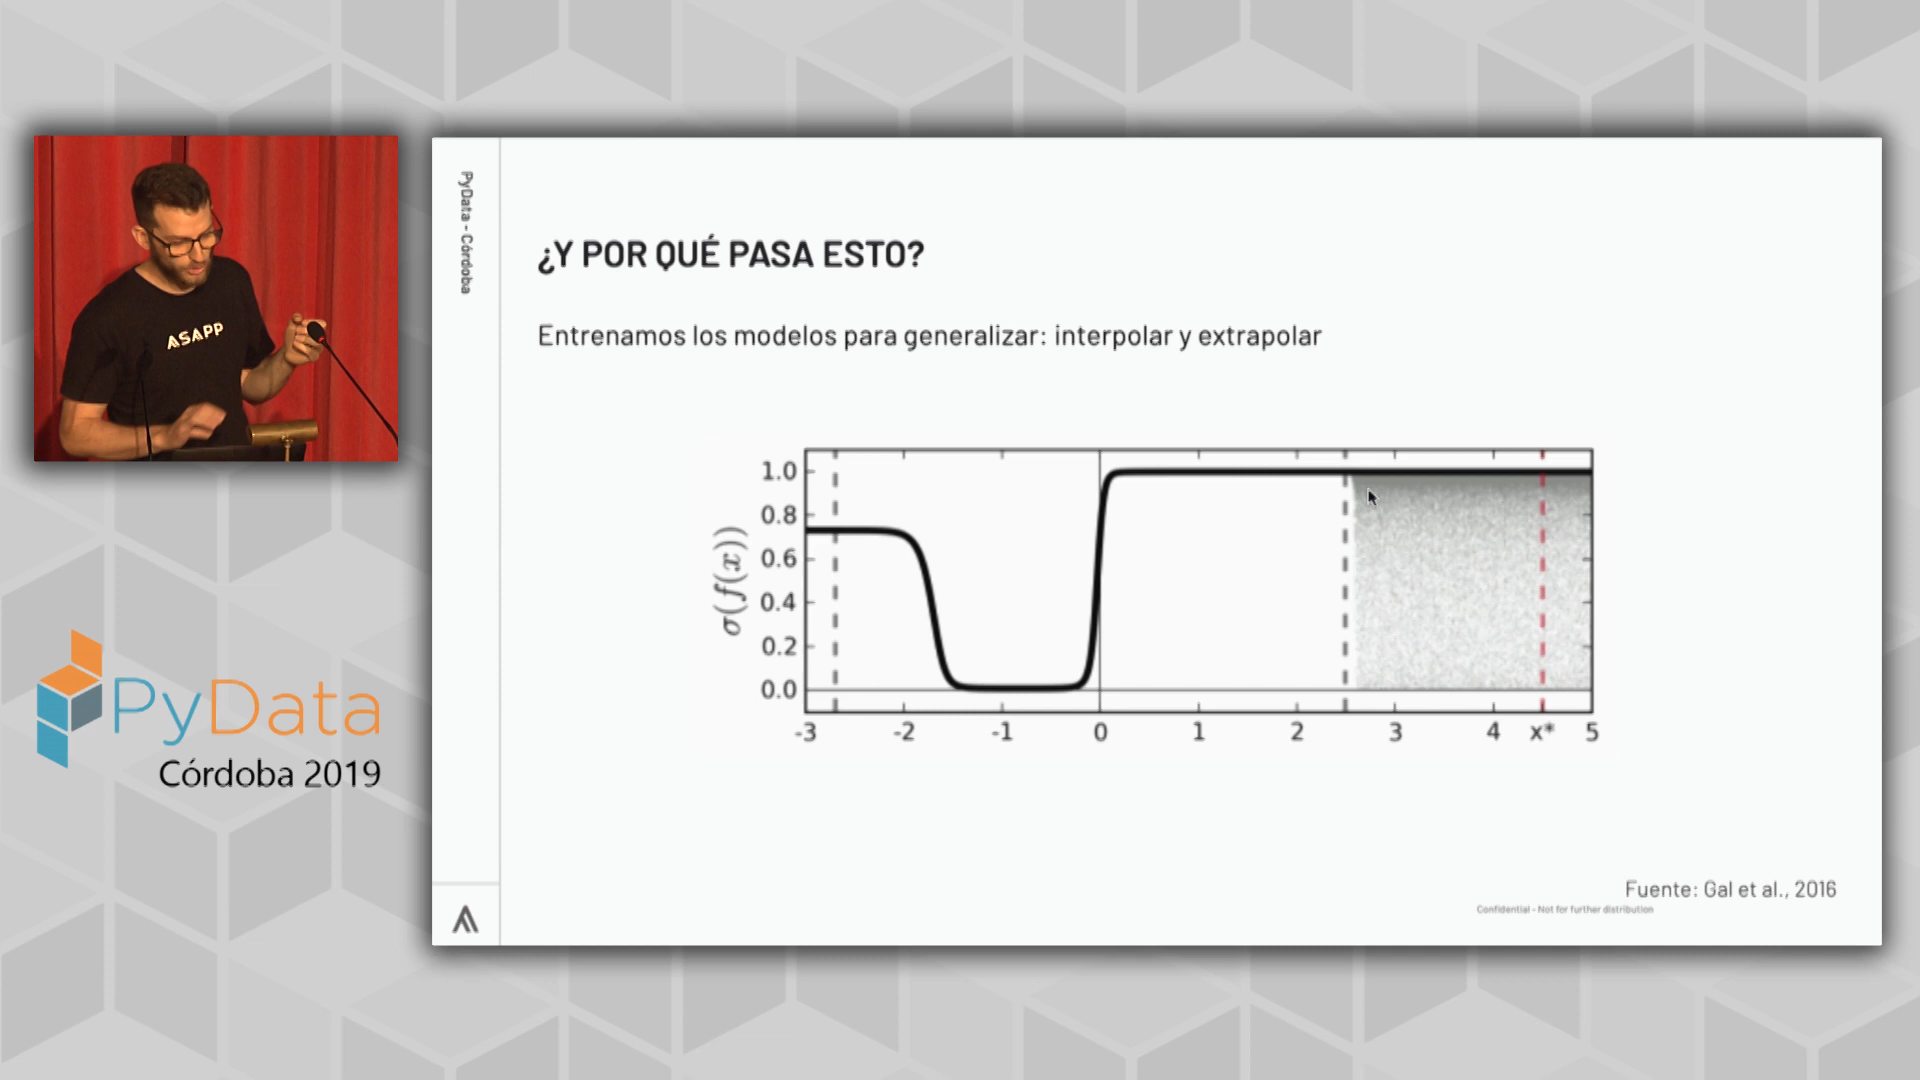 ASAPP
PyData
Córdoba 2019
PyData - Córdoba
¿Y POR QUÉ PASA ESTO?
Entrenamos los modelos para generalizar: interpolar y extrapolar
σ(f(x))
1.0
0.8
0.6
0.4
0.2
0.0
-3 -2 -1 0 1 2 3 4 x* 5
Fuente: Gal et al., 2016
Confidential - Not for further distribution